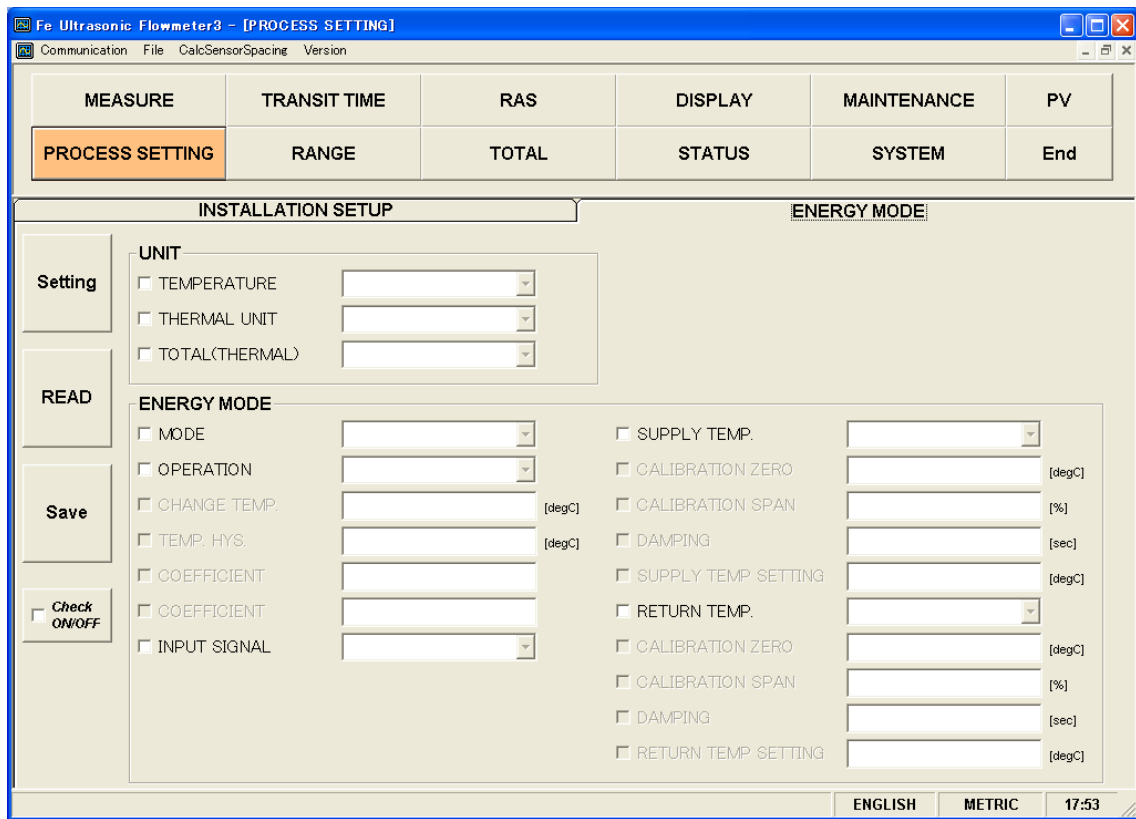 Fe Ultrasonic Flowmeter3 - [PROCESS SETTING]
Communication File CalcSensorSpacing Version
MEASURE TRANSIT TIME RAS DISPLAY MAINTENANCE PV
PROCESS SETTING RANGE TOTAL STATUS SYSTEM End
INSTALLATION SETUP ENERGY MODE
Setting
READ
Save
Check ON/OFF
UNIT
TEMPERATURE
THERMAL UNIT
TOTAL(THERMAL)
ENERGY MODE
MODE
OPERATION
CHANGE TEMP. [degC]
TEMP. HYS. [degC]
COEFFICIENT
COEFFICIENT
INPUT SIGNAL
SUPPLY TEMP.
CALIBRATION ZERO [degC]
CALIBRATION SPAN [%]
DAMPING [sec]
SUPPLY TEMP SETTING [degC]
RETURN TEMP.
CALIBRATION ZERO [degC]
CALIBRATION SPAN [%]
DAMPING [sec]
RETURN TEMP SETTING [degC]
ENGLISH METRIC 17:53